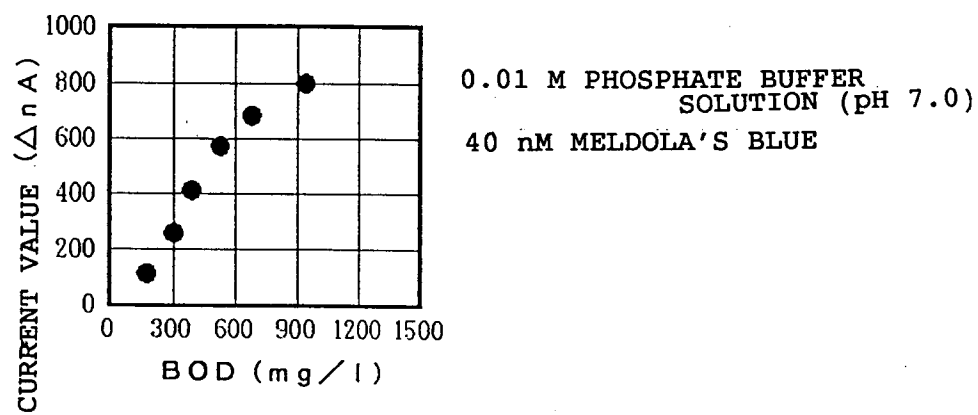 1000
800
600
400
200
0
0 300 600 900 1200 1500
BOD (mg/l)
CURRENT VALUE (ΔnA)
0.01 M PHOSPHATE BUFFER
SOLUTION (pH 7.0)
40 nM MELDOLA'S BLUE